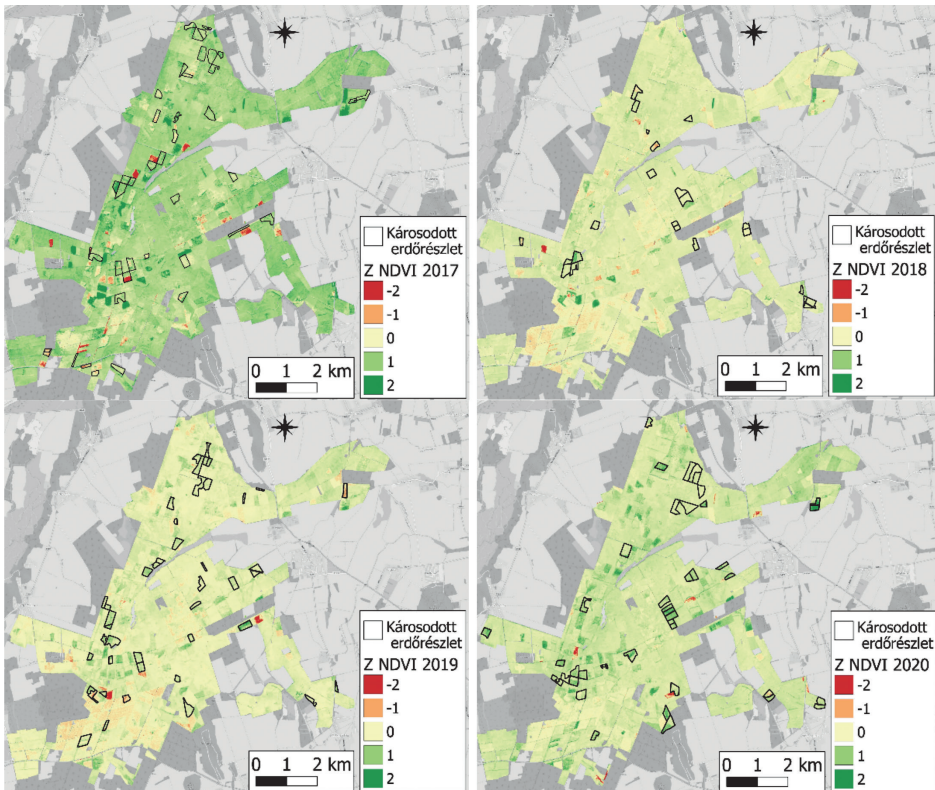 Károsodott
erdőrészlet
Z NDVI 2017
-2
-1
0
1
2
0 1 2 km
Károsodott
erdőrészlet
Z NDVI 2018
-2
-1
0
1
2
0 1 2 km
Károsodott
erdőrészlet
Z NDVI 2019
-2
-1
0
1
2
0 1 2 km
Károsodott
erdőrészlet
Z NDVI 2020
-2
-1
0
1
2
0 1 2 km